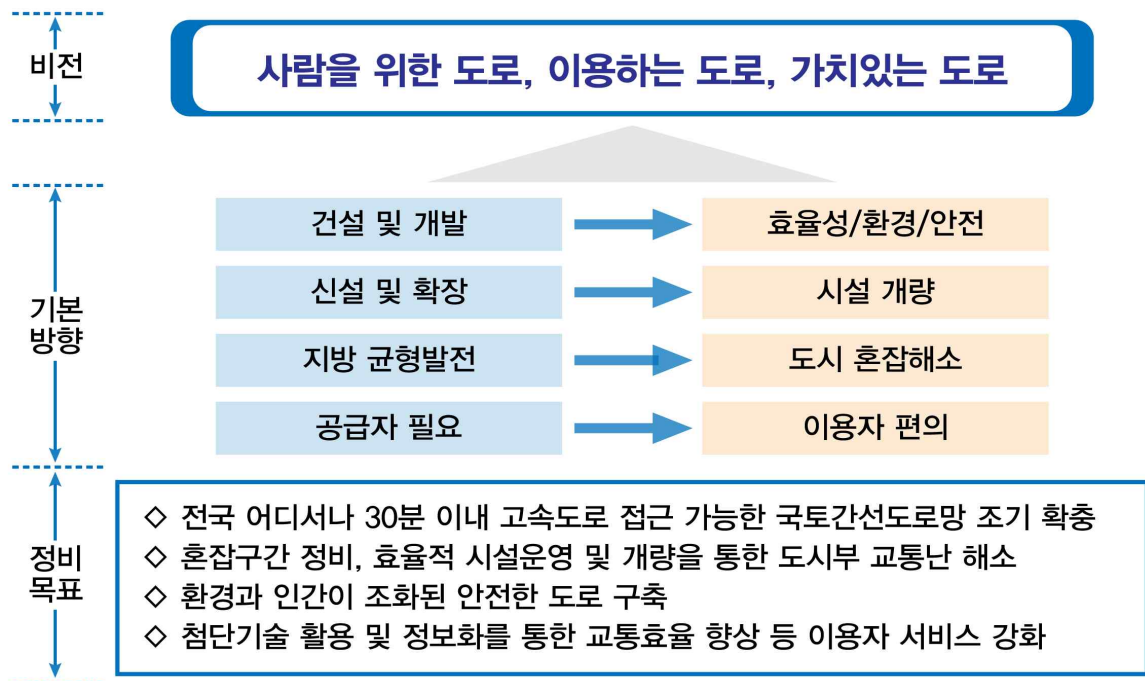 비전
사람을 위한 도로, 이용하는 도로, 가치있는 도로
기본
방향
건설 및 개발
효율성/환경/안전
신설 및 확장
시설 개량
지방 균형발전
도시 혼잡해소
공급자 필요
이용자 편의
정비
목표
◇ 전국 어디서나 30분 이내 고속도로 접근 가능한 국토간선도로망 조기 확충
◇ 혼잡구간 정비, 효율적 시설운영 및 개량을 통한 도시부 교통난 해소
◇ 환경과 인간이 조화된 안전한 도로 구축
◇ 첨단기술 활용 및 정보화를 통한 교통효율 향상 등 이용자 서비스 강화